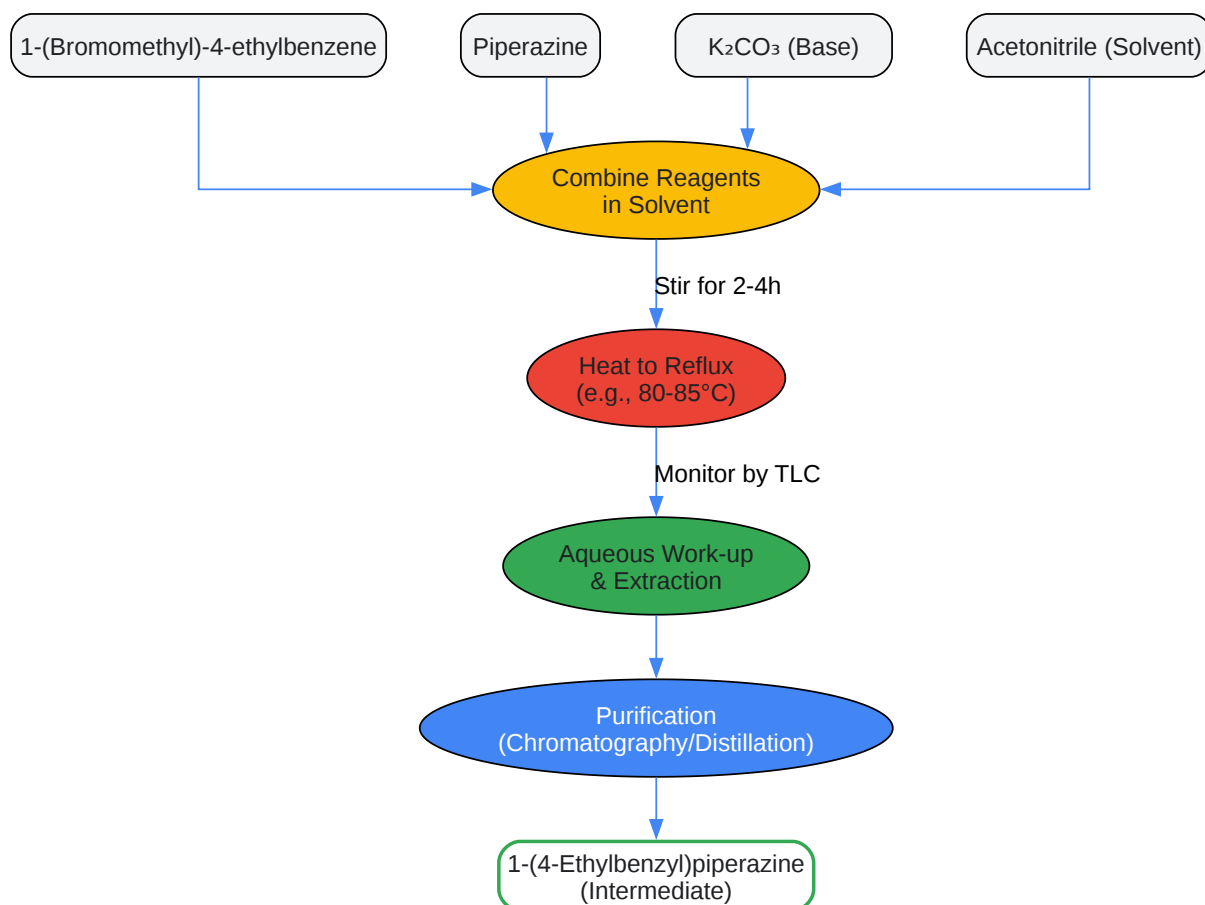 1-(Bromomethyl)-4-ethylbenzene
Piperazine
K₂CO₃ (Base)
Acetonitrile (Solvent)
Combine Reagents
in Solvent
Stir for 2-4h
Heat to Reflux
(e.g., 80-85°C)
Monitor by TLC
Aqueous Work-up
& Extraction
Purification
(Chromatography/Distillation)
1-(4-Ethylbenzyl)piperazine
(Intermediate)